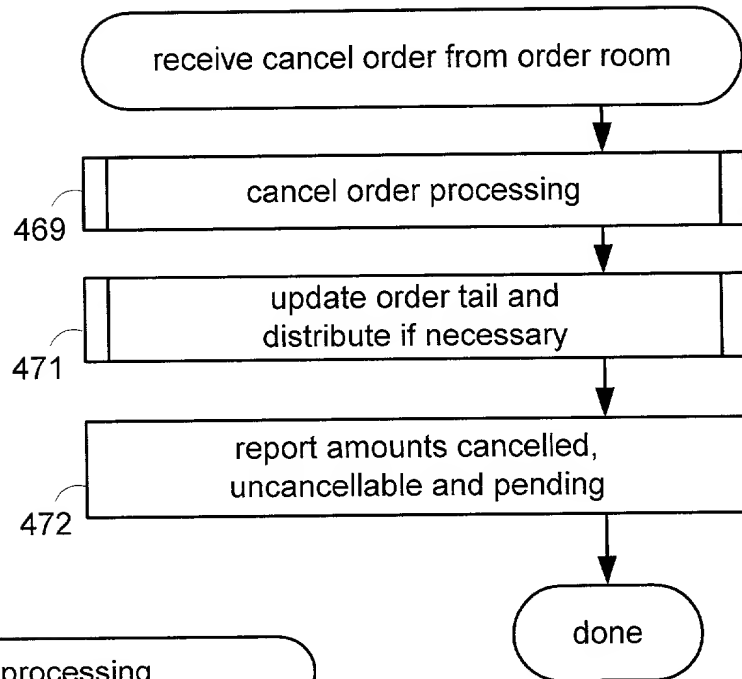 receive cancel order from order room
cancel order processing
469
update order tail and
distribute if necessary
471
report amounts cancelled,
uncancellable and pending
472
done
processing